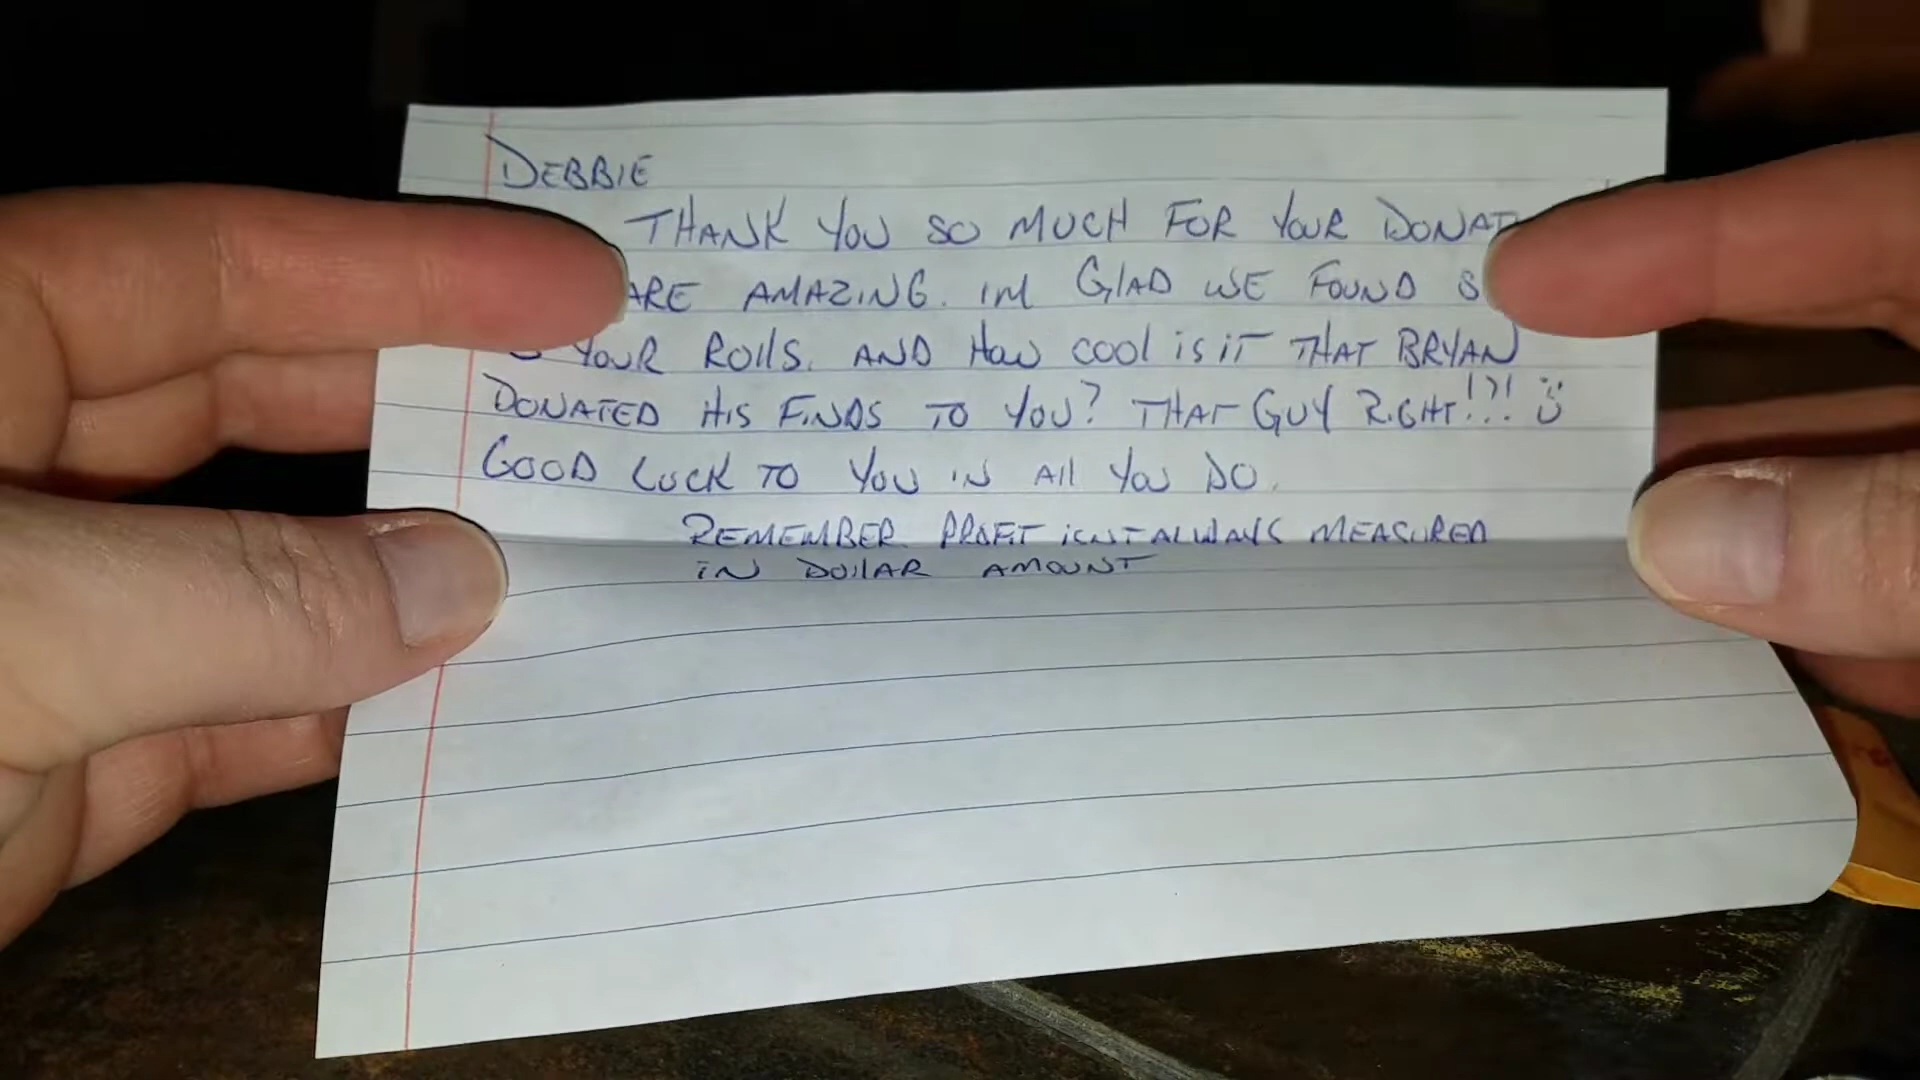 DEBBIE
THANK YOU SO MUCH FOR YOUR DONAT
ARE AMAZING. IM GLAD WE FOUND S
YOUR ROLLS. AND HOW COOL IS IT THAT BRYAN
DONATED HIS FINDS TO YOU? THAT GUY RIGHT!?! :)
GOOD LUCK TO YOU IN ALL YOU DO.
REMEMBER PROFIT ISNT ALWAYS MEASURED
IN DOLLAR AMOUNT